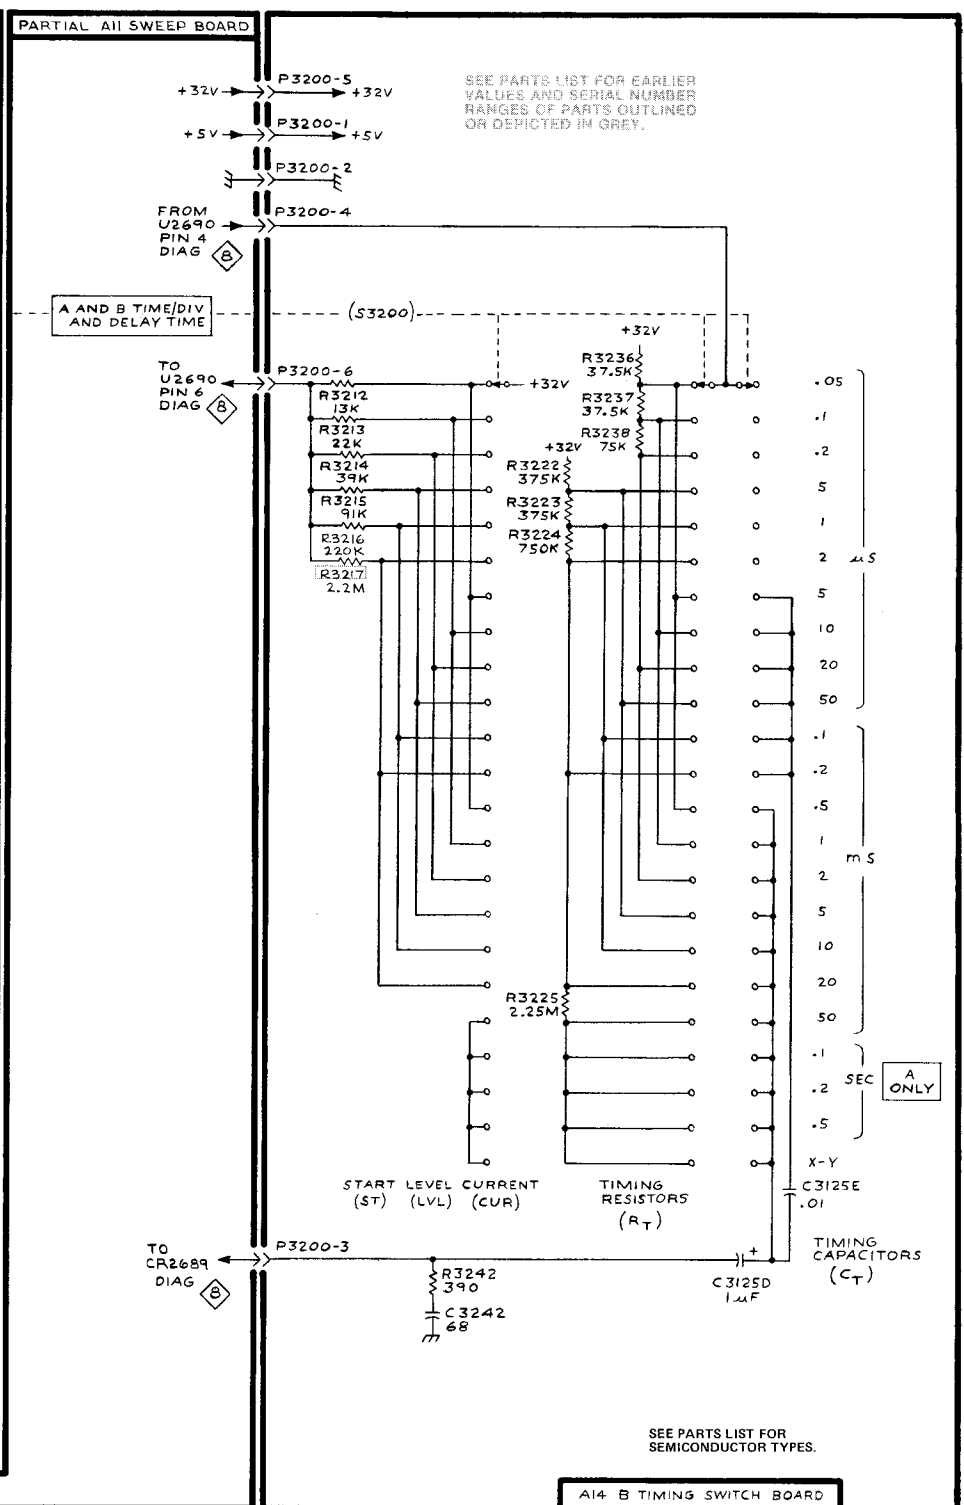 PARTIAL A11 SWEEP BOARD
P3200-5
+32V
+32V
SEE PARTS LIST FOR EARLIER
VALUES AND SERIAL NUMBER
RANGES OF PARTS OUTLINED
OR DEPICTED IN GREY.
P3200-1
+5V
+5V
P3200-2
FROM
U2690
PIN 4
DIAG 8
P3200-4
A AND B TIME/DIV
AND DELAY TIME
(S3200)
+32V
TO
U2690
PIN 6
DIAG 8
P3200-6
R3212
13K
R3213
22K
R3214
39K
R3215
91K
R3216
220K
R3217
2.2M
+32V
R3236
37.5K
R3237
37.5K
R3238
75K
+32V
R3222
375K
R3223
375K
R3224
750K
R3225
2.25M
.05
.1
.2
5
1
2
5
10
20
50
µS
.1
.2
.5
1
2
5
10
20
50
mS
.1
.2
.5
SEC
A
ONLY
X-Y
START LEVEL CURRENT
(ST) (LVL) (CUR)
TIMING
RESISTORS
(RT)
C3125E
.01
TIMING
CAPACITORS
(CT)
TO
CR2689
DIAG 8
P3200-3
R3242
390
C3242
68
+
C3125D
1µF
SEE PARTS LIST FOR
SEMICONDUCTOR TYPES.
A14 B TIMING SWITCH BOARD